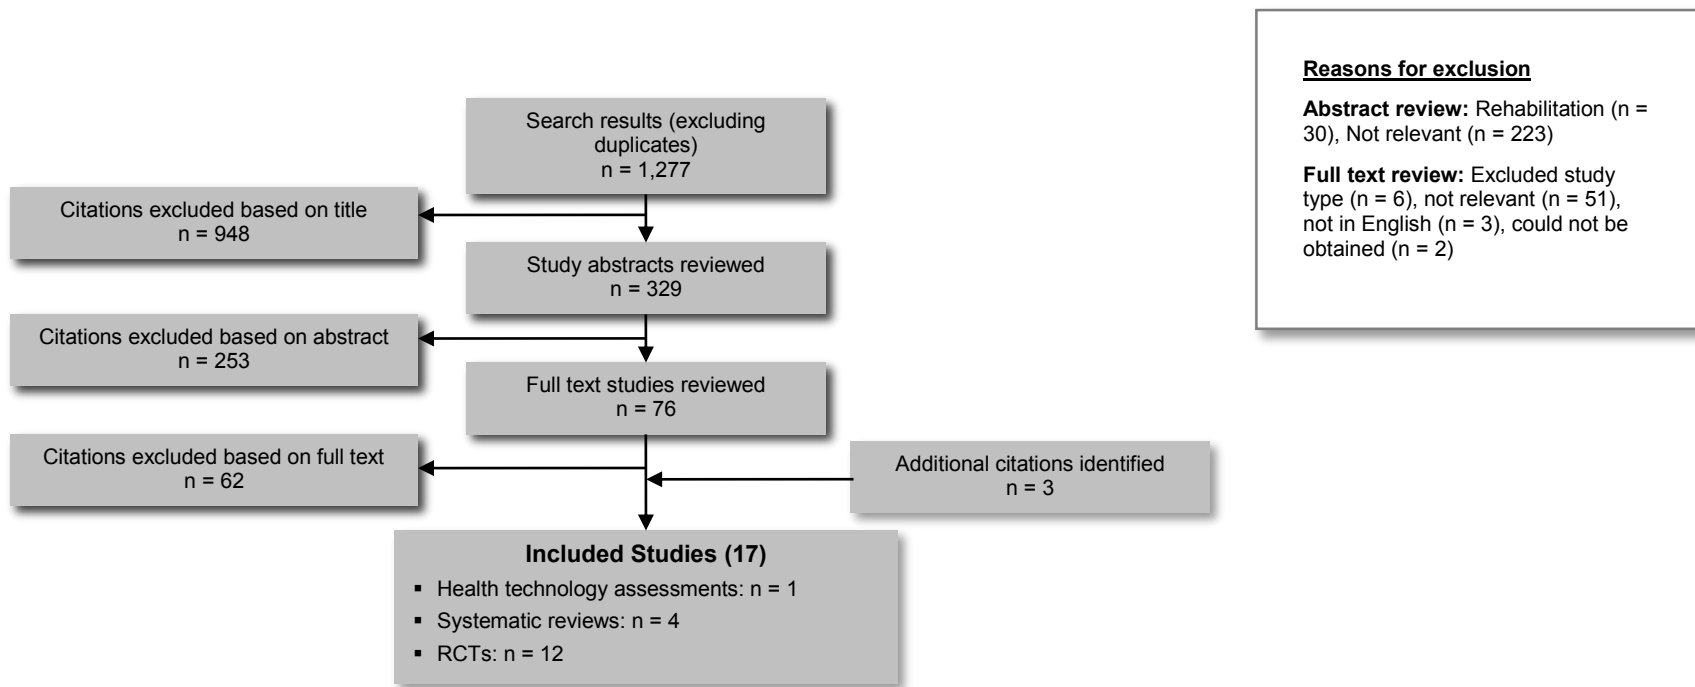 Search results (excluding
duplicates)
n = 1,277
Citations excluded based on title
n = 948
Study abstracts reviewed
n = 329
Citations excluded based on abstract
n = 253
Full text studies reviewed
n = 76
Citations excluded based on full text
n = 62
Additional citations identified
n = 3
Included Studies (17)
▪ Health technology assessments: n = 1
▪ Systematic reviews: n = 4
▪ RCTs: n = 12
Reasons for exclusion
Abstract review: Rehabilitation (n =
30), Not relevant (n = 223)
Full text review: Excluded study
type (n = 6), not relevant (n = 51),
not in English (n = 3), could not be
obtained (n = 2)